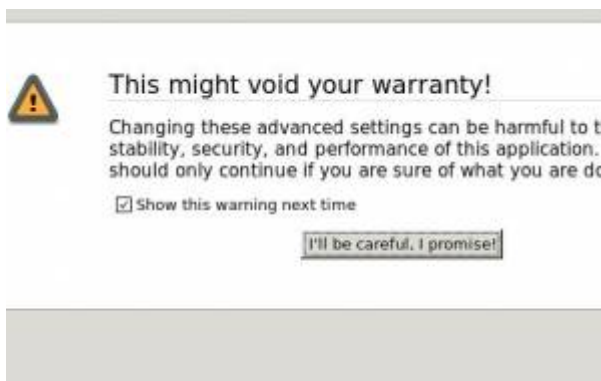 This might void your warranty!
Changing these advanced settings can be harmful to t
stability, security, and performance of this application.
should only continue if you are sure of what you are do
Show this warning next time
I'll be careful, I promise!